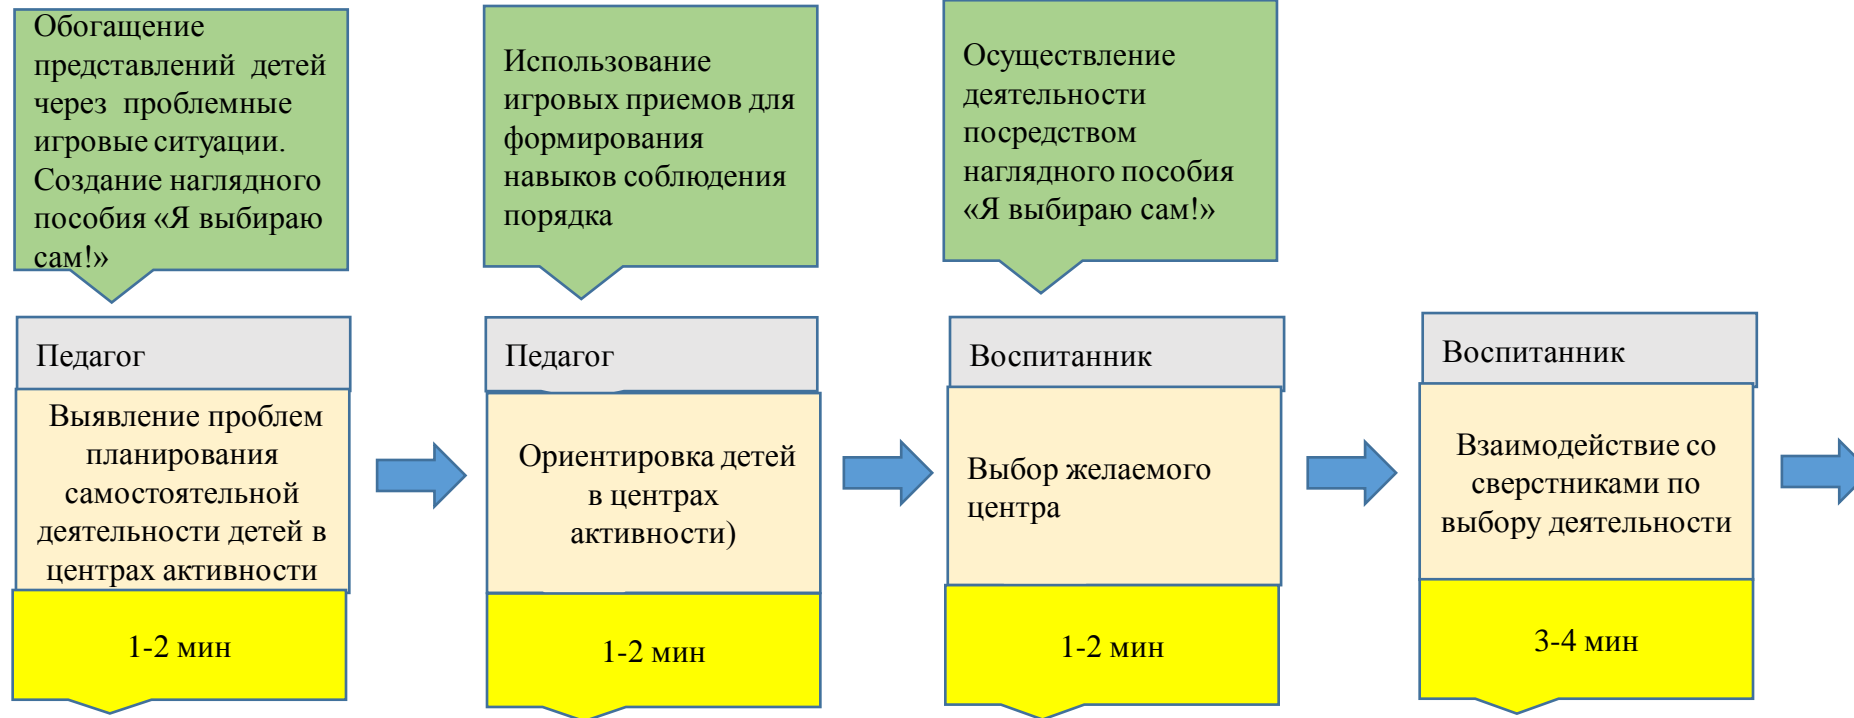 Обогащение
представлений детей
через проблемные
игровые ситуации.
Создание наглядного
пособия «Я выбираю
сам!»
Использование
игровых приемов для
формирования
навыков соблюдения
порядка
Осуществление
деятельности
посредством
наглядного пособия
«Я выбираю сам!»
Педагог
Выявление проблем
планирования
самостоятельной
деятельности детей в
центрах активности
1-2 мин
Педагог
Ориентировка детей
в центрах
активности)
1-2 мин
Воспитанник
Выбор желаемого
центра
1-2 мин
Воспитанник
Взаимодействие со
сверстниками по
выбору деятельности
3-4 мин